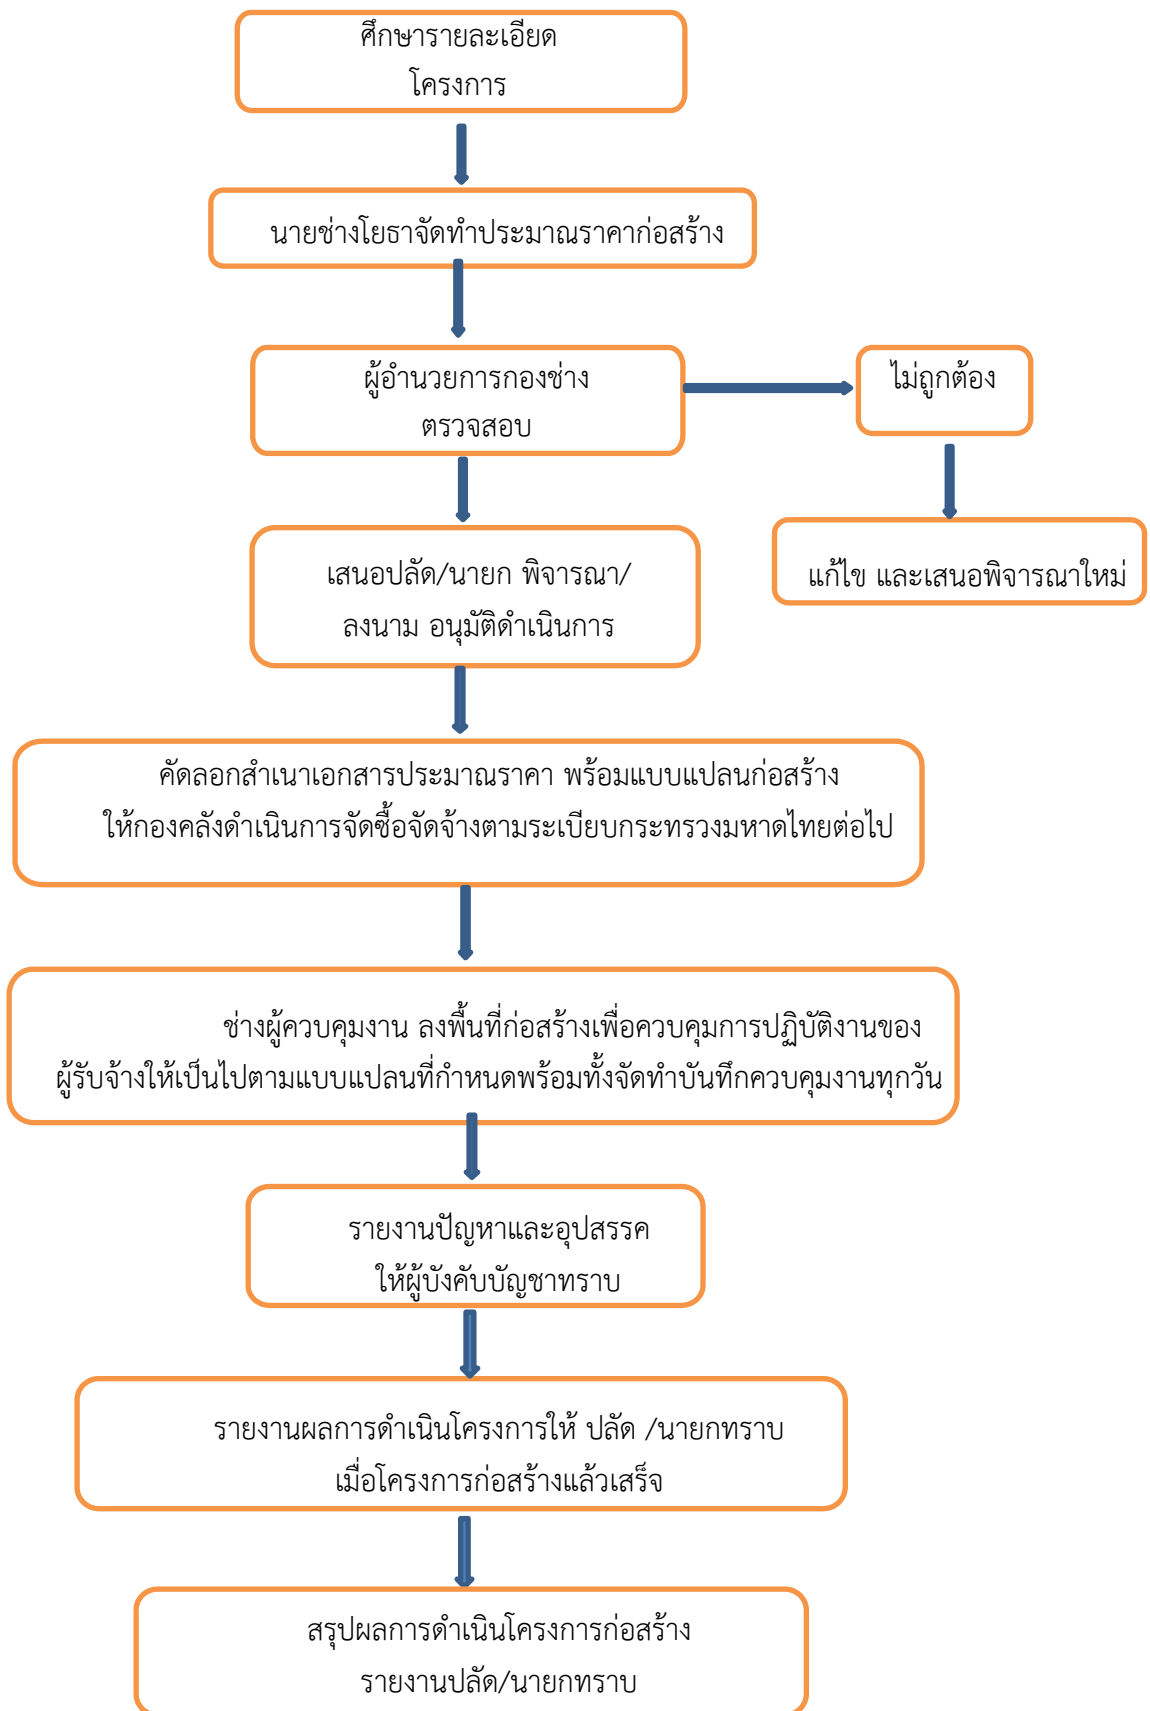 ศึกษารายละเอียด
โครงการ
นายช่างโยธาจัดทำประมาณราคาก่อสร้าง
ผู้อำนวยการกองช่าง
ตรวจสอบ
ไม่ถูกต้อง
เสนอปลัด/นายก พิจารณา/
ลงนาม อนุมัติดำเนินการ
แก้ไข และเสนอพิจารณาใหม่
คัดลอกสำเนาเอกสารประมาณราคา พร้อมแบบแปลนก่อสร้าง
ให้กองคลังดำเนินการจัดซื้อจัดจ้างตามระเบียบกระทรวงมหาดไทยต่อไป
ช่างผู้ควบคุมงาน ลงพื้นที่ก่อสร้างเพื่อควบคุมการปฏิบัติงานของ
ผู้รับจ้างให้เป็นไปตามแบบแปลนที่กำหนดพร้อมทั้งจัดทำบันทึกควบคุมงานทุกวัน
รายงานปัญหาและอุปสรรค
ให้ผู้บังคับบัญชาทราบ
รายงานผลการดำเนินโครงการให้ ปลัด /นายกทราบ
เมื่อโครงการก่อสร้างแล้วเสร็จ
สรุปผลการดำเนินโครงการก่อสร้าง
รายงานปลัด/นายกทราบ